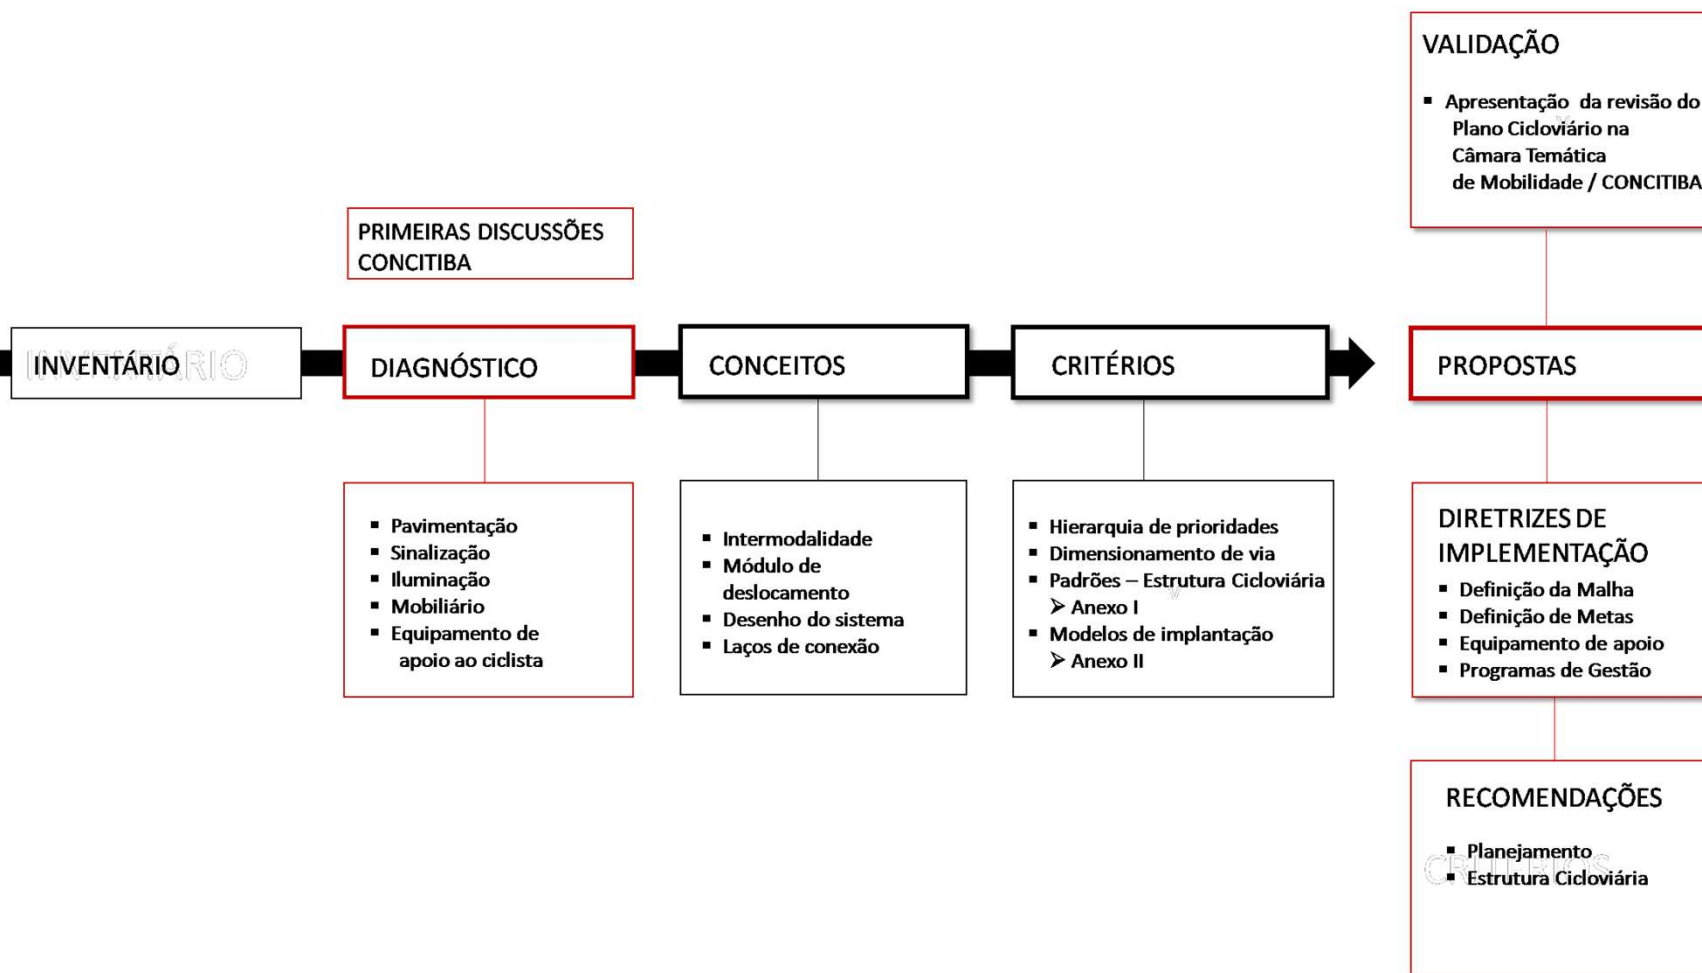 VALIDAÇÃO
▪ Apresentação da revisão do
Plano Cicloviário na
Câmara Temática
de Mobilidade / CONCITIBA
PRIMEIRAS DISCUSSÕES
CONCITIBA
INVENTÁRIO
DIAGNÓSTICO
CONCEITOS
CRITÉRIOS
PROPOSTAS
▪ Pavimentação
▪ Sinalização
▪ Iluminação
▪ Mobiliário
▪ Equipamento de
apoio ao ciclista
▪ Intermodalidade
▪ Módulo de
deslocamento
▪ Desenho do sistema
▪ Laços de conexão
▪ Hierarquia de prioridades
▪ Dimensionamento de via
▪ Padrões – Estrutura Cicloviária
➢ Anexo I
▪ Modelos de implantação
➢ Anexo II
DIRETRIZES DE
IMPLEMENTAÇÃO
▪ Definição da Malha
▪ Definição de Metas
▪ Equipamento de apoio
▪ Programas de Gestão
RECOMENDAÇÕES
▪ Planejamento
CRITÉRIOS
▪ Estrutura Cicloviária